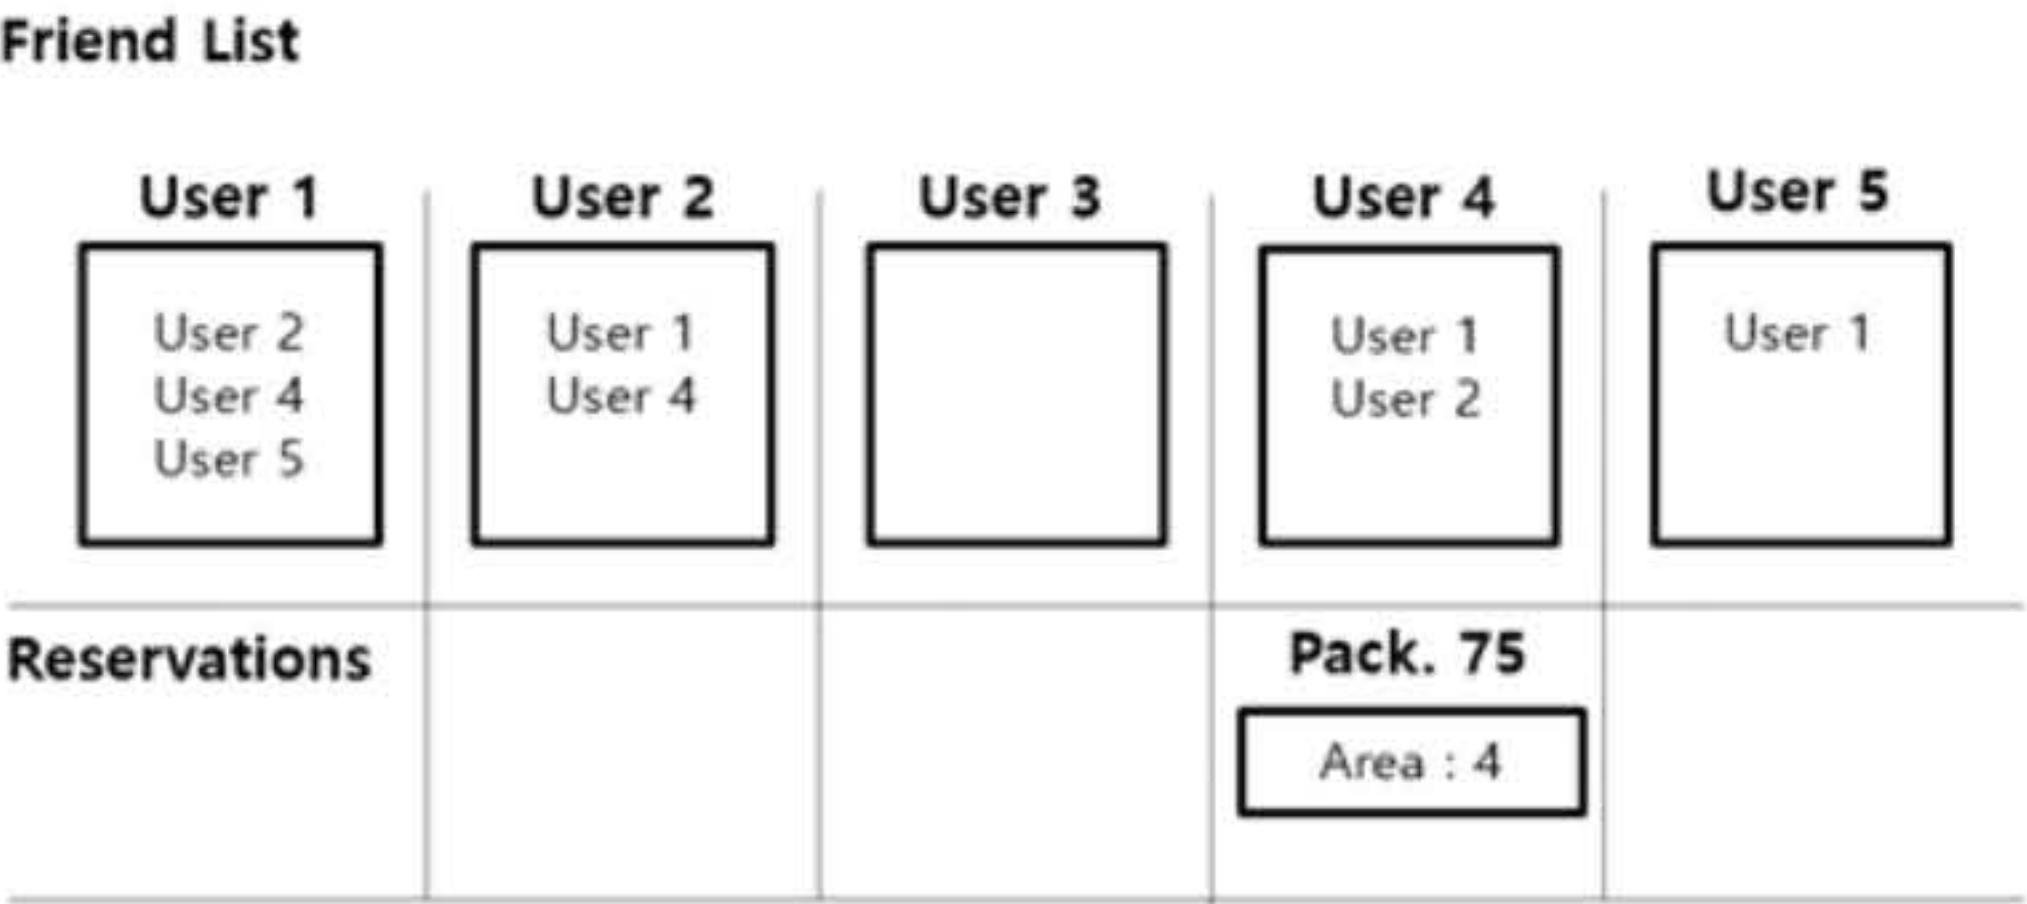 Friend List
User 1
User 2
User 4
User 5
User 2
User 1
User 4
User 3
User 4
User 1
User 2
User 5
User 1
Reservations
Pack. 75
Area : 4